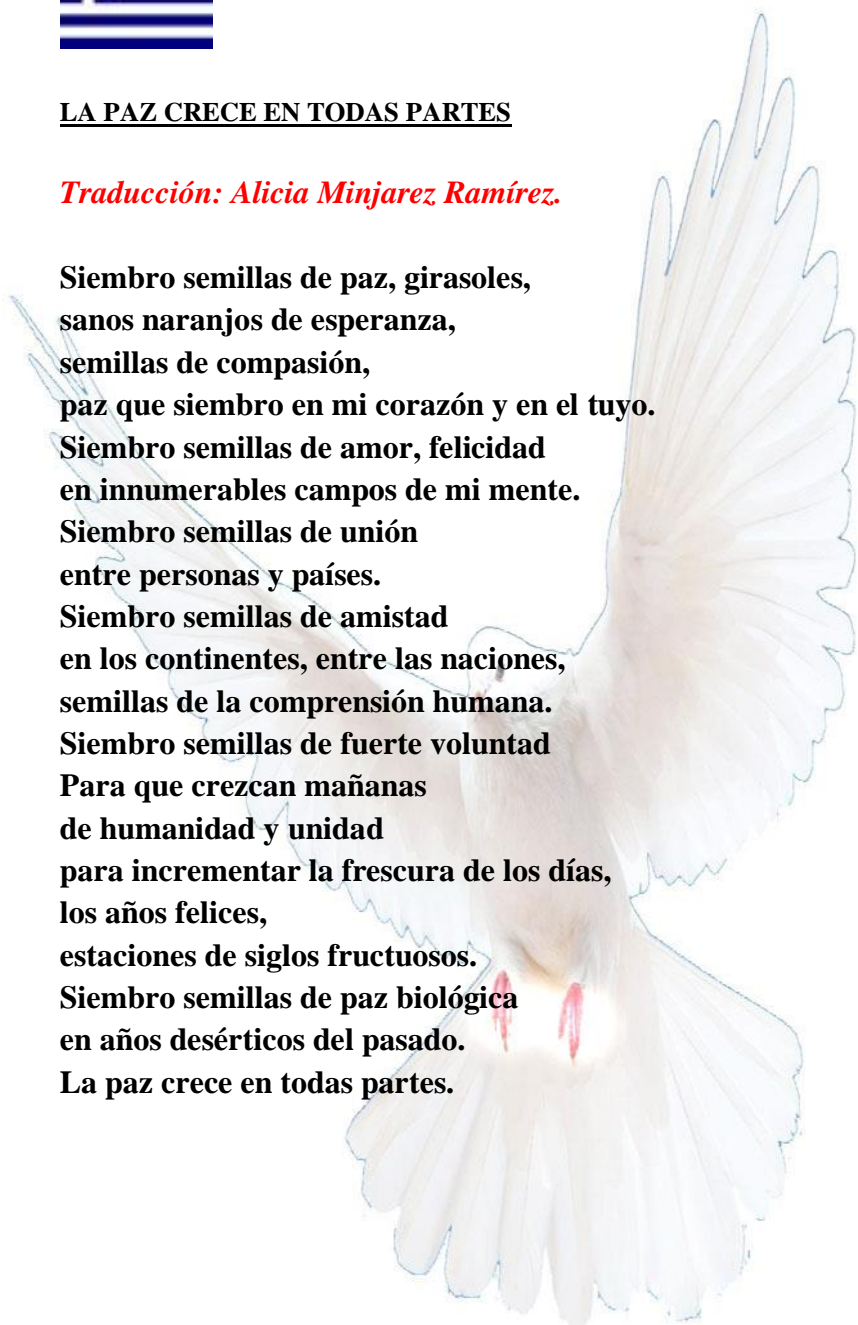 LA PAZ CRECE EN TODAS PARTES
Traducción: Alicia Minjarez Ramírez.
Siembro semillas de paz, girasoles,
sanos naranjos de esperanza,
semillas de compasión,
paz que siembro en mi corazón y en el tuyo.
Siembro semillas de amor, felicidad
en innumerables campos de mi mente.
Siembro semillas de unión
entre personas y países.
Siembro semillas de amistad
en los continentes, entre las naciones,
semillas de la comprensión humana.
Siembro semillas de fuerte voluntad
Para que crezcan mañanas
de humanidad y unidad
para incrementar la frescura de los días,
los años felices,
estaciones de siglos fructuosos.
Siembro semillas de paz biológica
en años desérticos del pasado.
La paz crece en todas partes.